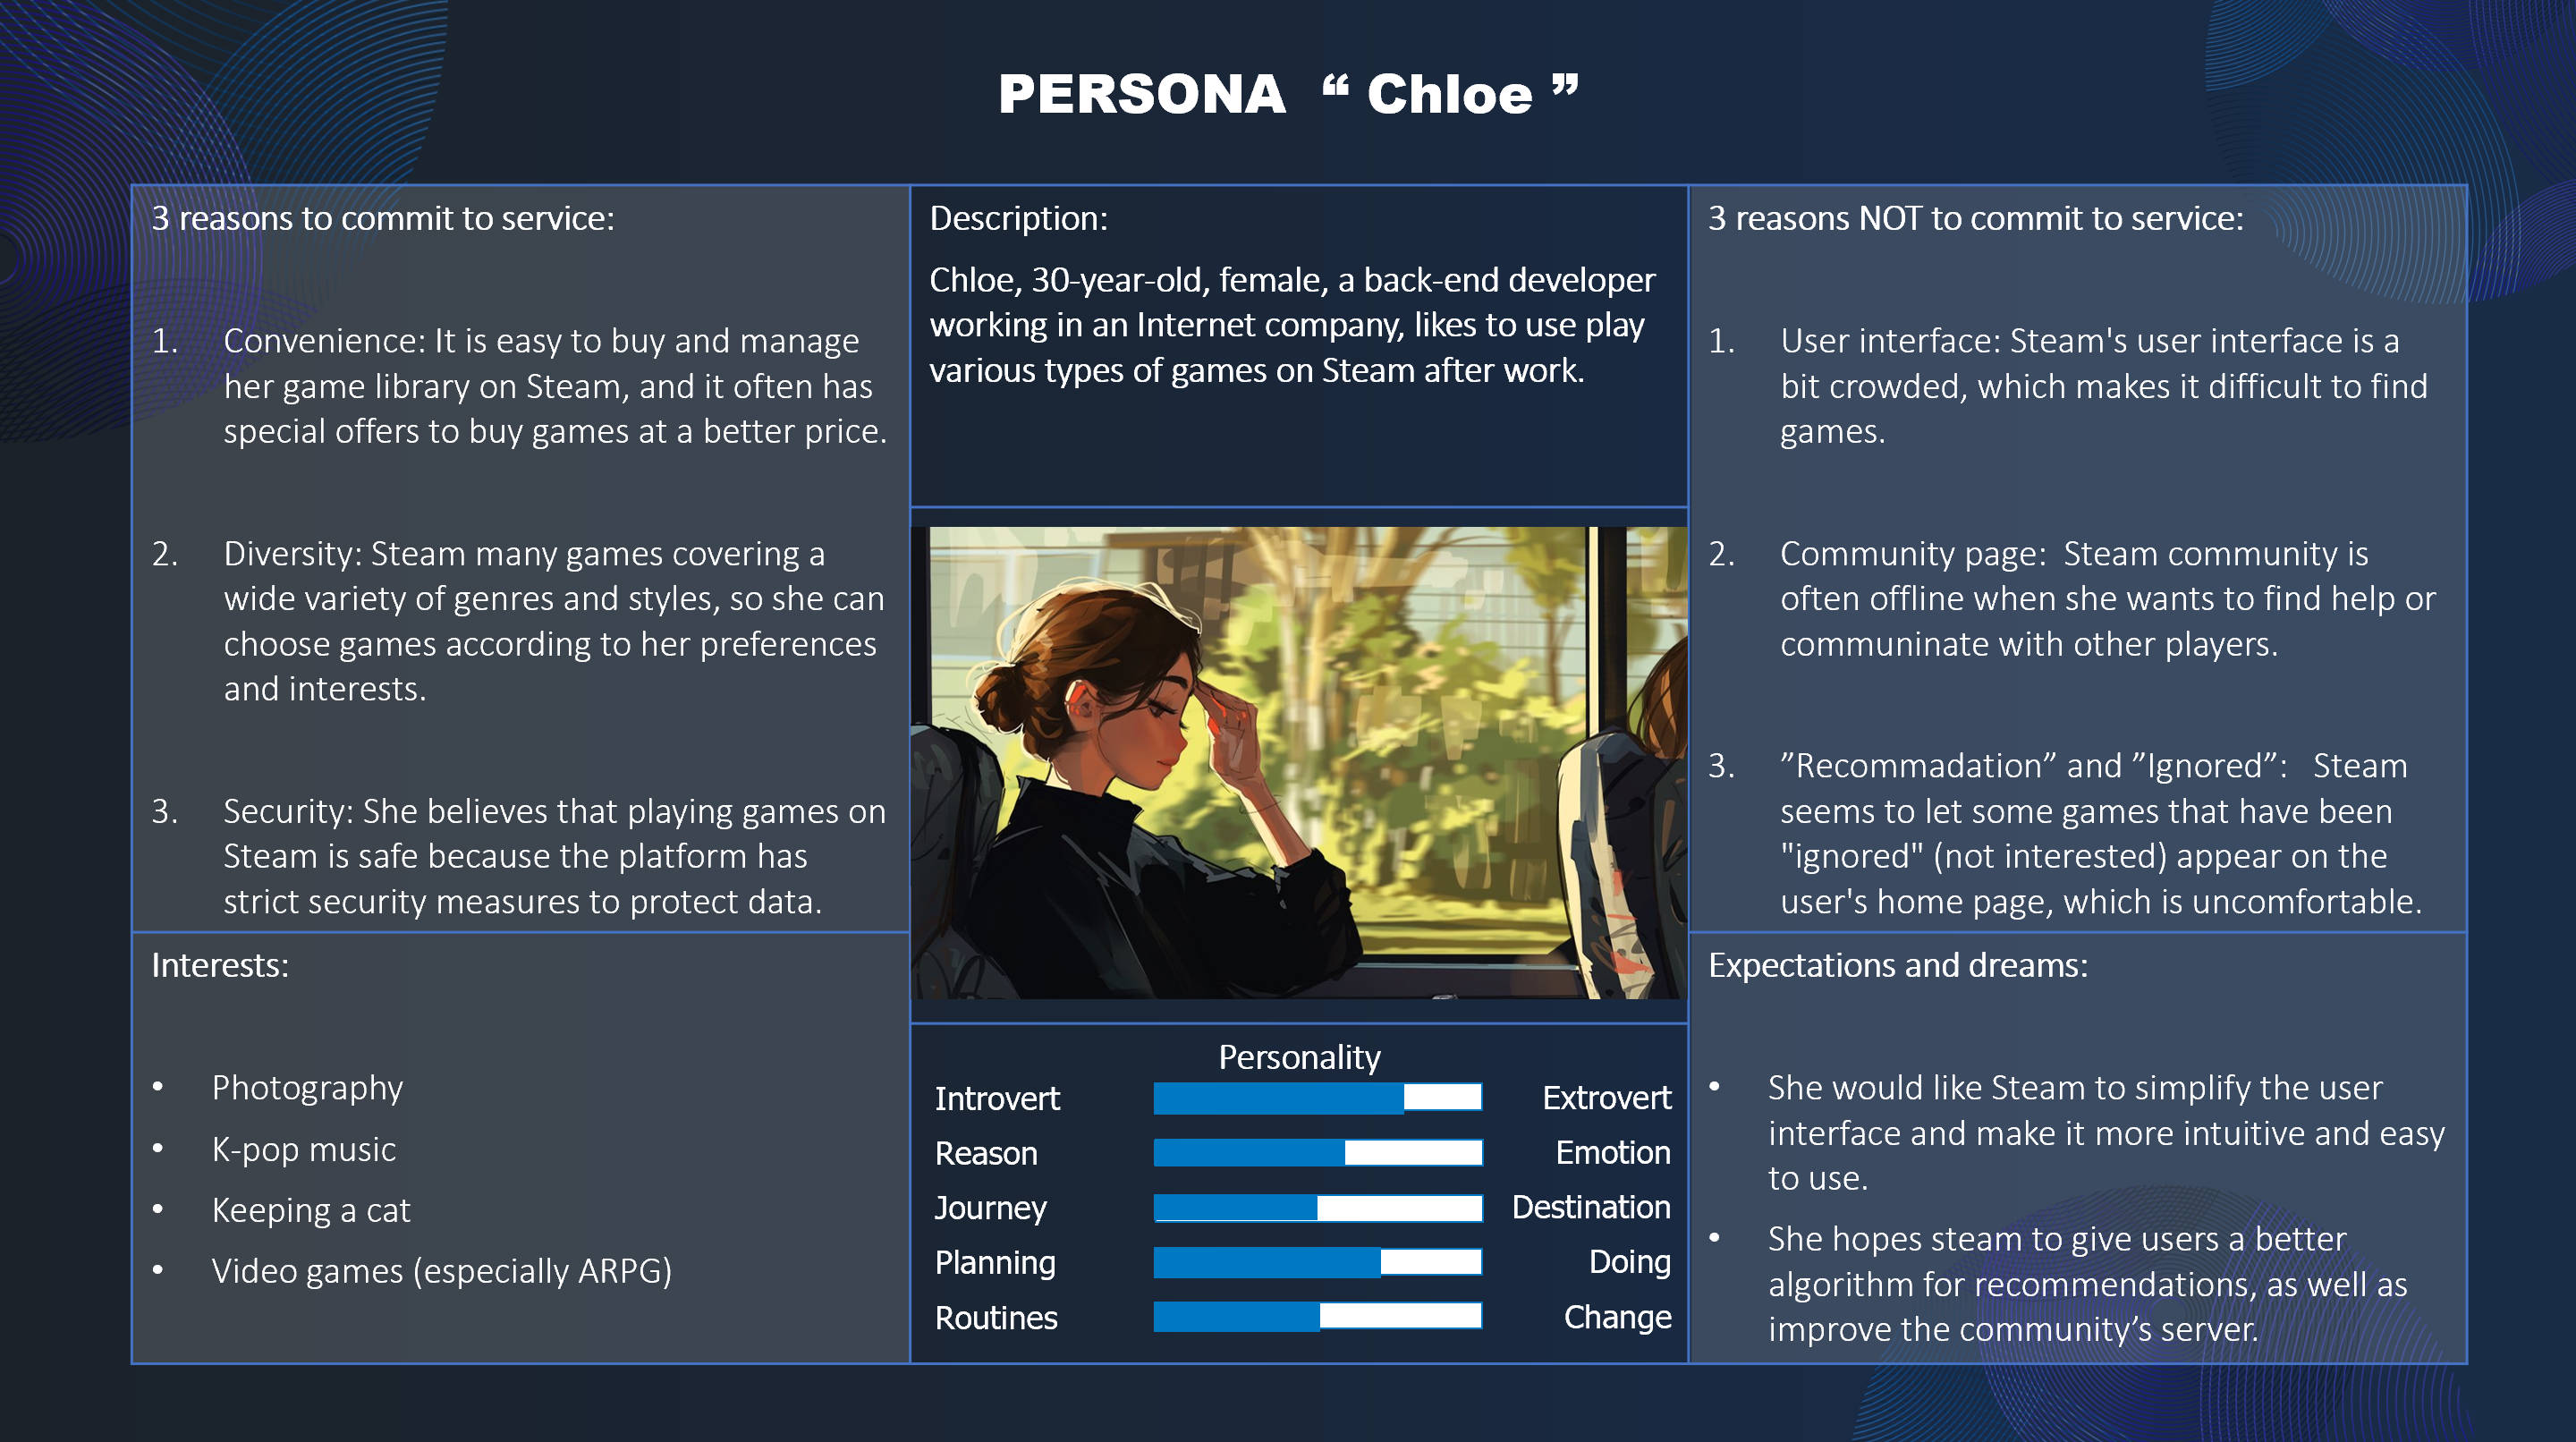 PERSONA “ Chloe ”
3 reasons to commit to service:
1. Convenience: It is easy to buy and manage
her game library on Steam, and it often has
special offers to buy games at a better price.
2. Diversity: Steam many games covering a
wide variety of genres and styles, so she can
choose games according to her preferences
and interests.
3. Security: She believes that playing games on
Steam is safe because the platform has
strict security measures to protect data.
Interests:
• Photography
• K-pop music
• Keeping a cat
• Video games (especially ARPG)
Description:
Chloe, 30-year-old, female, a back-end developer
working in an Internet company, likes to use play
various types of games on Steam after work.
Personality
Introvert Extrovert
Reason Emotion
Journey Destination
Planning Doing
Routines Change
3 reasons NOT to commit to service:
1. User interface: Steam's user interface is a
bit crowded, which makes it difficult to find
games.
2. Community page:  Steam community is
often offline when she wants to find help or
communinate with other players.
3. ”Recommadation” and ”Ignored”:   Steam
seems to let some games that have been
"ignored" (not interested) appear on the
user's home page, which is uncomfortable.
Expectations and dreams:
• She would like Steam to simplify the user
interface and make it more intuitive and easy
to use.
• She hopes steam to give users a better
algorithm for recommendations, as well as
improve the community’s server.